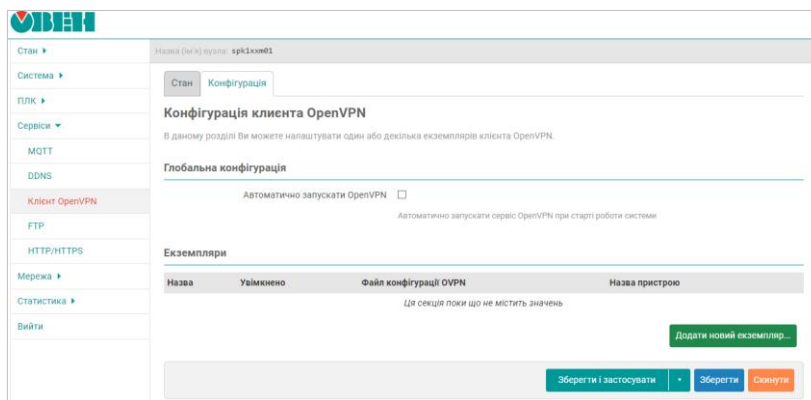 ОВЕН
Стан
Система
ПЛК
Сервіси
MQTT
DDNS
Клієнт OpenVPN
FTP
HTTP/HTTPS
Мережа
Статистика
Вийти
Назва (ім'я) вузла: spk1xxm01
Стан Конфігурація
Конфігурація клиєнта OpenVPN
В даному розділі Ви можете налаштувати один або декілька екземплярів клієнта OpenVPN.
Глобальна конфігурація
Автоматично запускати OpenVPN
Автоматично запускати сервіс OpenVPN при старті роботи системи
Екземпляри
Назва Увімкнено Файл конфігурації OVPN Назва пристрою
Ця секція поки що не містить значень
Додати новий екземпляр...
Зберегти і застосувати Зберегти Скинути